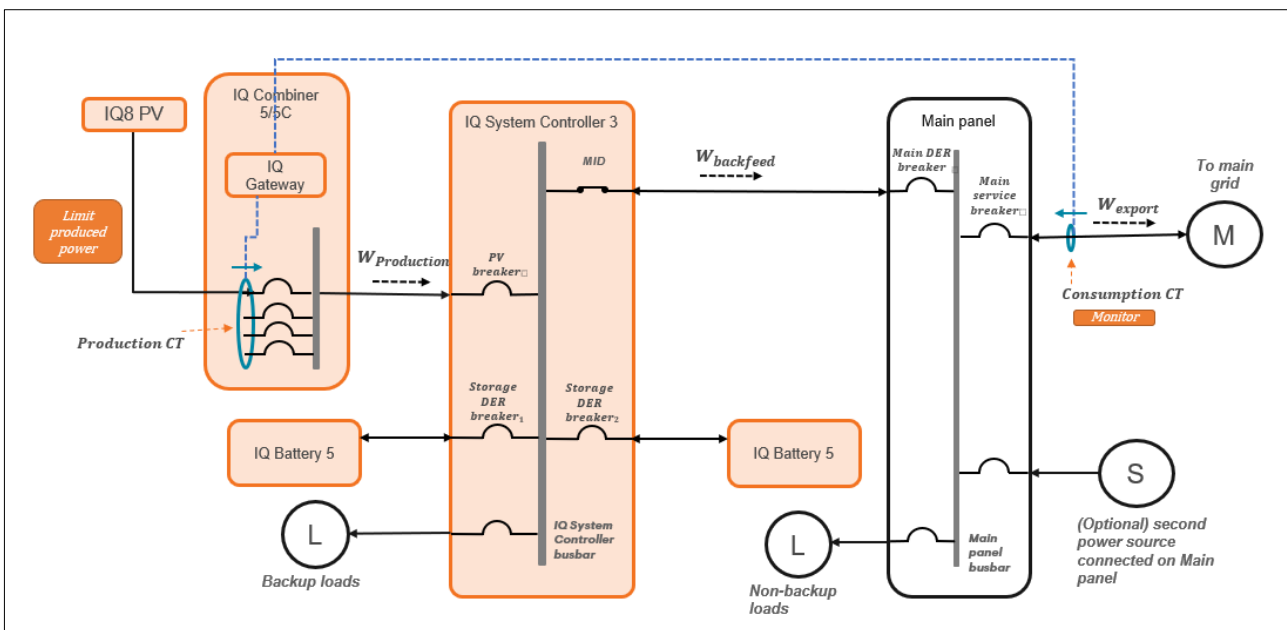 IQ8 PV
Limit
produced
power
IQ Combiner
5/5C
IQ
Gateway
Production CT
W_Production
IQ System Controller 3
MID
PV
breaker□
Storage
DER
breaker₁
Storage
DER
breaker₂
IQ Battery 5
IQ Battery 5
L
Backup loads
IQ System
Controller
busbar
W_backfeed
Main panel
Main DER
breaker □
Main
service
breaker□
W_export
To main
grid
M
Consumption CT
Monitor
S
(Optional) second
power source
connected on Main
panel
L
Non-backup
loads
Main
panel
busbar